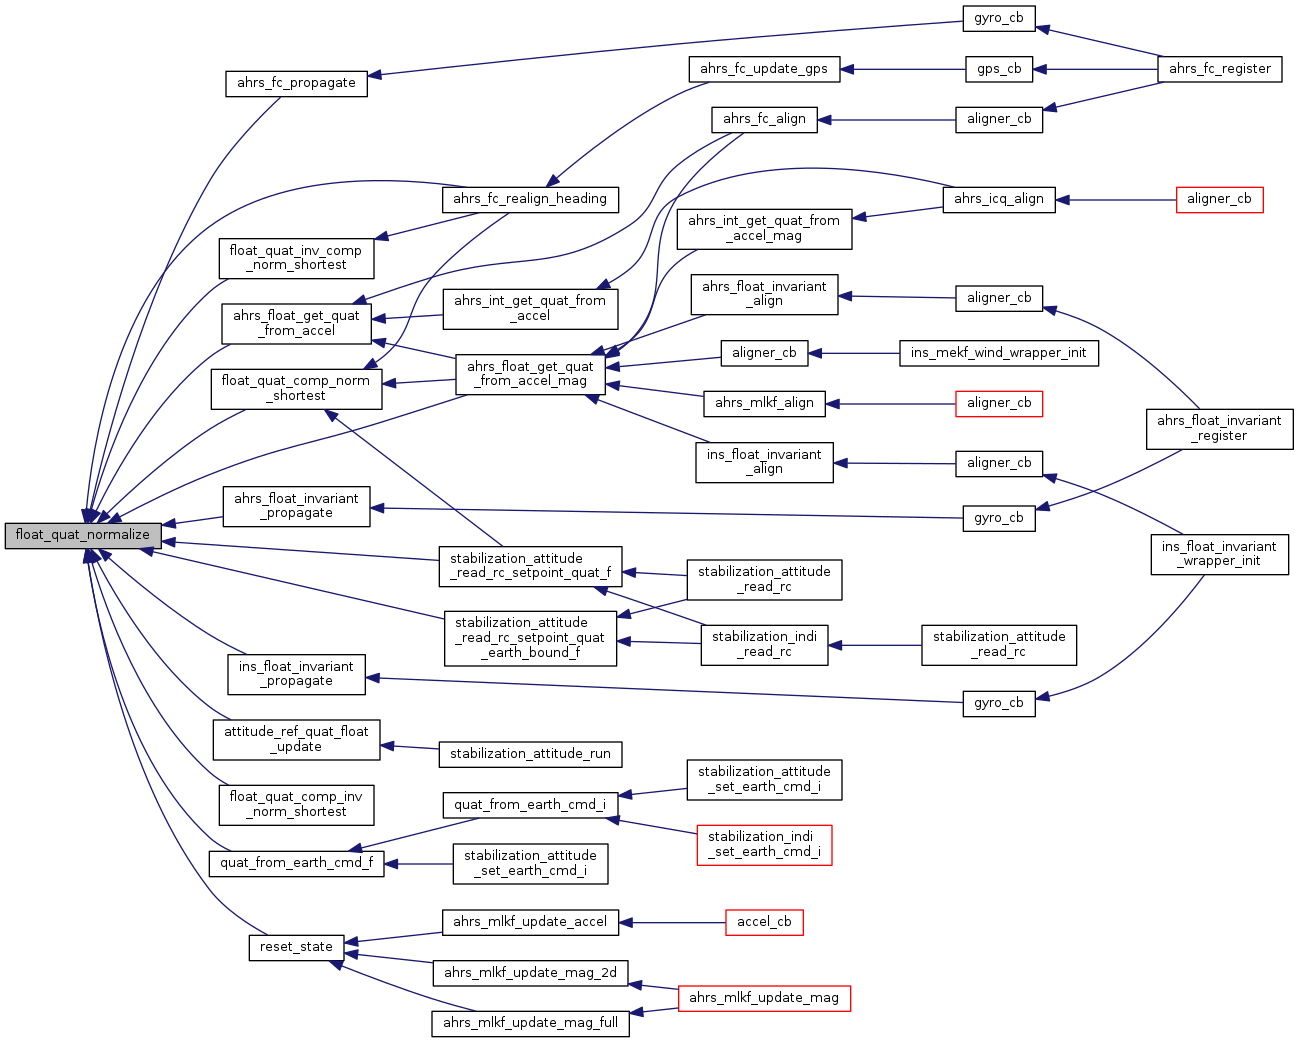 gyro_cb
ahrs_fc_propagate
ahrs_fc_update_gps
gps_cb
ahrs_fc_register
ahrs_fc_align
aligner_cb
ahrs_fc_realign_heading
ahrs_icq_align
aligner_cb
ahrs_int_get_quat_from
_accel_mag
float_quat_inv_comp
_norm_shortest
ahrs_float_invariant
_align
aligner_cb
ahrs_int_get_quat_from
_accel
ahrs_float_get_quat
_from_accel
aligner_cb
ins_mekf_wind_wrapper_init
ahrs_float_get_quat
_from_accel_mag
float_quat_comp_norm
_shortest
ahrs_mlkf_align
aligner_cb
ahrs_float_invariant
_register
ins_float_invariant
_align
aligner_cb
ahrs_float_invariant
_propagate
gyro_cb
float_quat_normalize
ins_float_invariant
_wrapper_init
stabilization_attitude
_read_rc_setpoint_quat_f
stabilization_attitude
_read_rc
stabilization_attitude
_read_rc_setpoint_quat
_earth_bound_f
stabilization_indi
_read_rc
stabilization_attitude
_read_rc
ins_float_invariant
_propagate
gyro_cb
attitude_ref_quat_float
_update
stabilization_attitude_run
stabilization_attitude
_set_earth_cmd_i
float_quat_comp_inv
_norm_shortest
quat_from_earth_cmd_i
stabilization_indi
_set_earth_cmd_i
quat_from_earth_cmd_f
stabilization_attitude
_set_earth_cmd_i
ahrs_mlkf_update_accel
accel_cb
reset_state
ahrs_mlkf_update_mag_2d
ahrs_mlkf_update_mag
ahrs_mlkf_update_mag_full